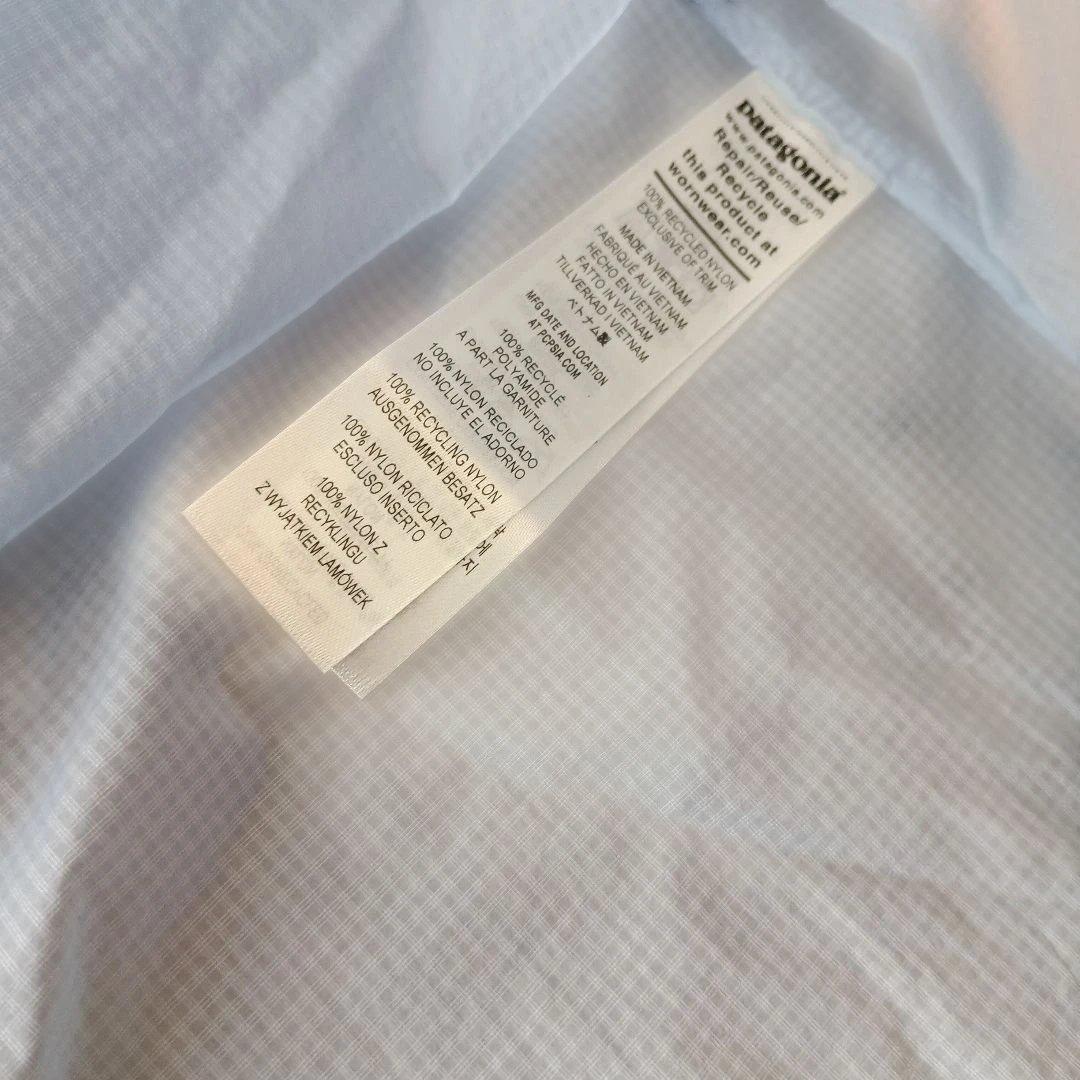 patagonia
www.patagonia.com
Repair/Reuse/
Recycle
this product at
wornwear.com
100% RECYCLED NYLON
EXCLUSIVE OF TRIM
MADE IN VIETNAM
FABRIQUÉ AU VIETNAM
HECHO EN VIETNAM
FATTO IN VIETNAM
TILLVERKAD I VIETNAM
ベトナム製
MFG DATE AND LOCATION
AT PCPSIA.COM
100% RECYCLÉ
POLYAMIDE
A PART LA GARNITURE
100% NYLON RECICLADO
NO INCLUYE EL ADORNO
100% RECYCLING NYLON
AUSGENOMMEN BESATZ
100% NYLON RICICLATO
ESCLUSO INSERTO
100% NYLON Z
RECYKLINGU
Z WYJĄTKIEM LAMÓWEK
에
지